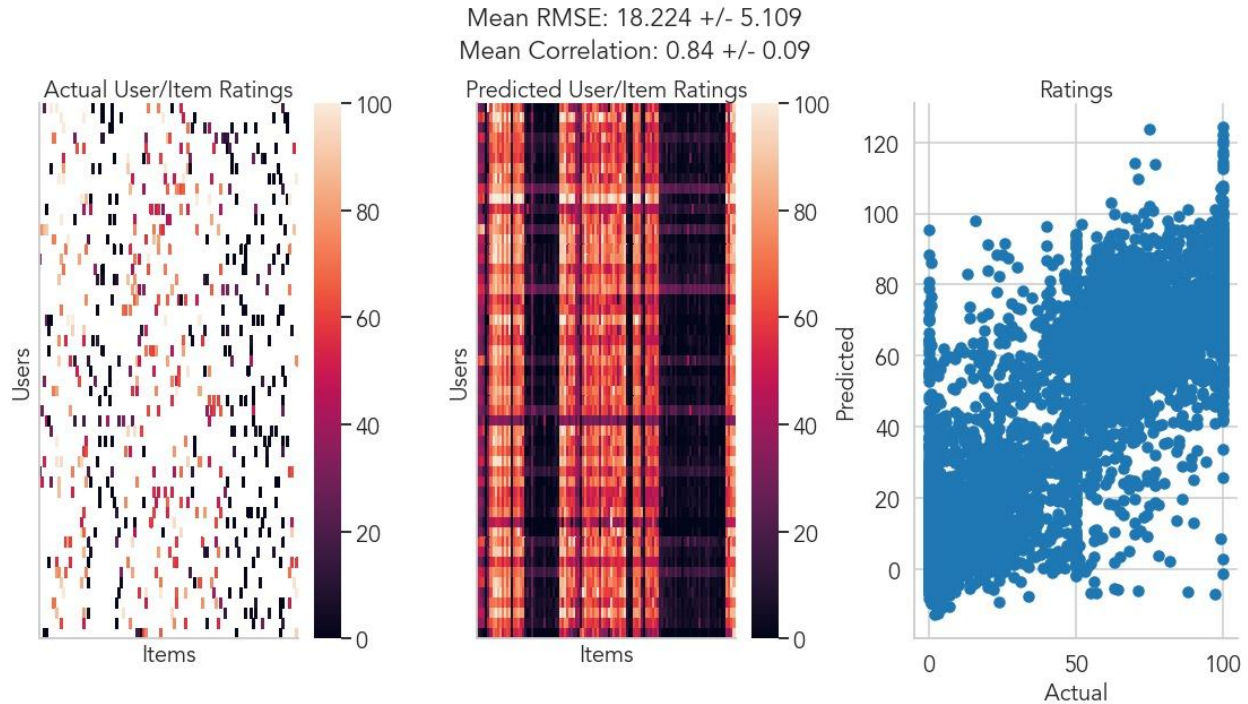 Mean RMSE: 18.224 +/- 5.109
Mean Correlation: 0.84 +/- 0.09
Actual User/Item Ratings
Users
Items
100
80
60
40
20
0
Predicted User/Item Ratings
Users
Items
100
80
60
40
20
0
Ratings
Predicted
120
100
80
60
40
20
0
0 50 100
Actual